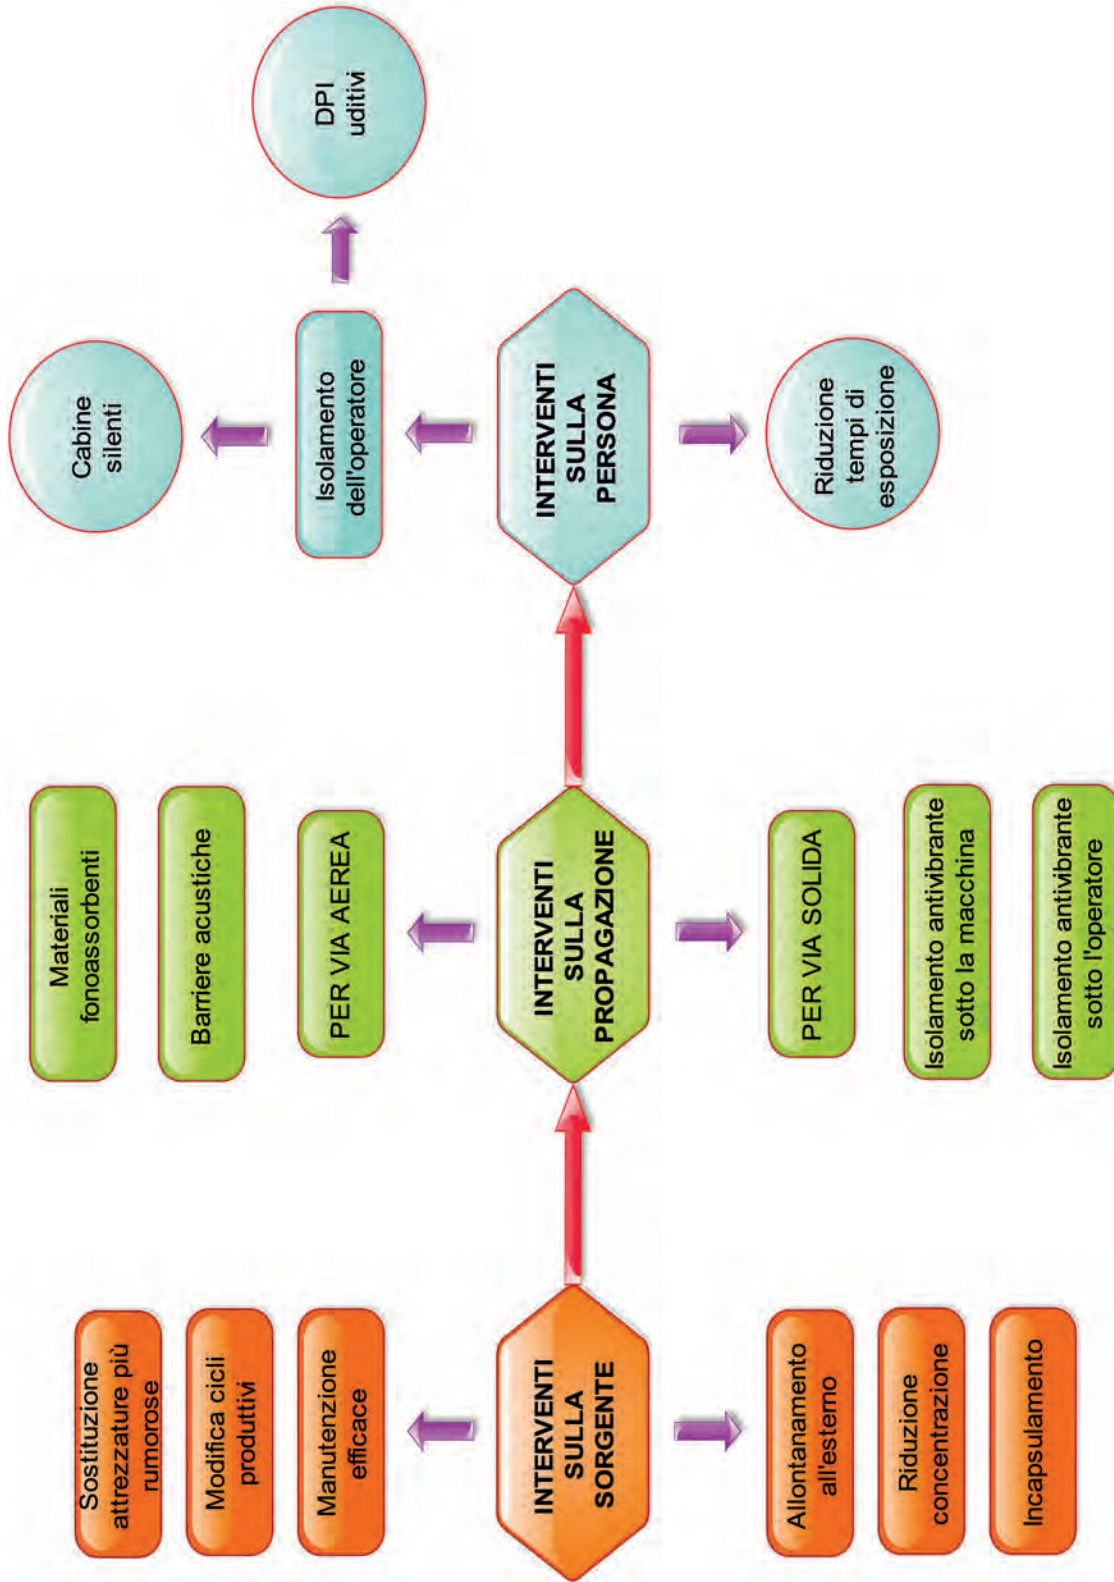 Sostituzione
attrezzature più
rumorose
Modifica cicli
produttivi
Manutenzione
efficace
INTERVENTI
SULLA
SORGENTE
Allontanamento
all'esterno
Riduzione
concentrazione
Incapsulamento
Materiali
fonoassorbenti
Barriere acustiche
PER VIA AEREA
INTERVENTI
SULLA
PROPAGAZIONE
PER VIA SOLIDA
Isolamento antivibrante
sotto la macchina
Isolamento antivibrante
sotto l'operatore
Cabine
silenti
Isolamento
dell'operatore
DPI
uditivi
INTERVENTI
SULLA
PERSONA
Riduzione
tempi di
esposizione